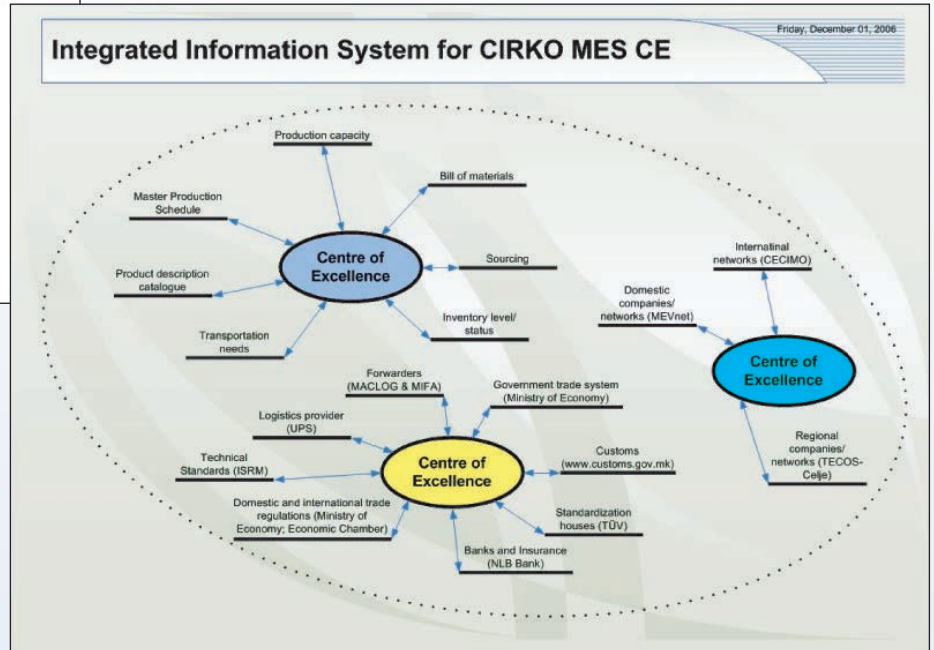 Friday, December 01, 2006
Integrated Information System for CIRKO MES CE
Production capacity
Bill of materials
Master Production
Schedule
Centre of
Excellence
Sourcing
Product description
catalogue
Inventory level/
status
Transportation
needs
Internatinal
networks (CECIMO)
Domestic
companies/
networks (MEVnet)
Centre of
Excellence
Regional
companies/
networks (TECOS-
Celje)
Forwarders
(MACLOG & MIFA)
Government trade system
(Ministry of Economy)
Logistics provider
(UPS)
Technical
Standards (ISRM)
Centre of
Excellence
Customs
(www.customs.gov.mk)
Domestic and international trade
regulations (Ministry of
Economy; Economic Chamber)
Standardization
houses (TÜV)
Banks and Insurance
(NLB Bank)